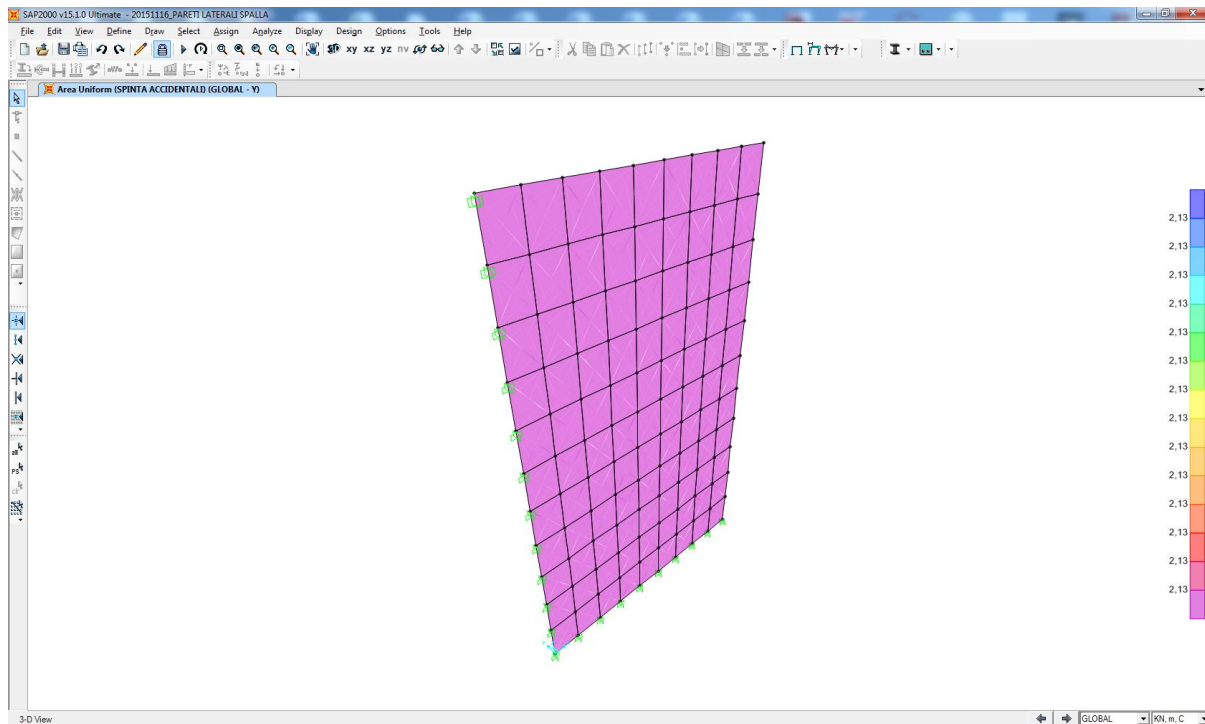 SAP2000 v15.1.0 Ultimate - 20151116_PARETI LATERALI SPALLA
File Edit View Define Draw Select Assign Analyze Display Design Options Tools Help
xy xz yz nv
Area Uniform (SPINTA ACCIDENTALI) (GLOBAL - Y)
2,13
2,13
2,13
2,13
2,13
2,13
2,13
2,13
2,13
2,13
2,13
2,13
2,13
2,13
all
PS
clr
3-D View
GLOBAL
KN, m, C